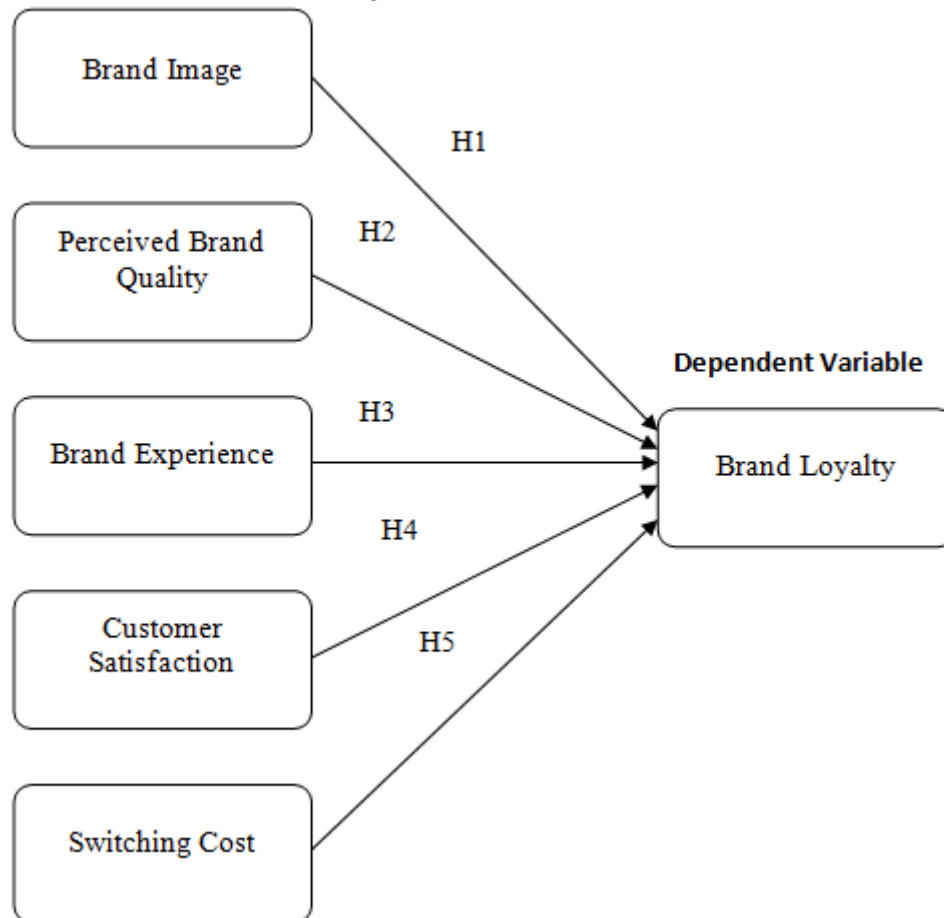 Brand Image
H1
Perceived Brand
Quality
H2
Dependent Variable
Brand Experience
H3
Brand Loyalty
H4
Customer
Satisfaction
H5
Switching Cost